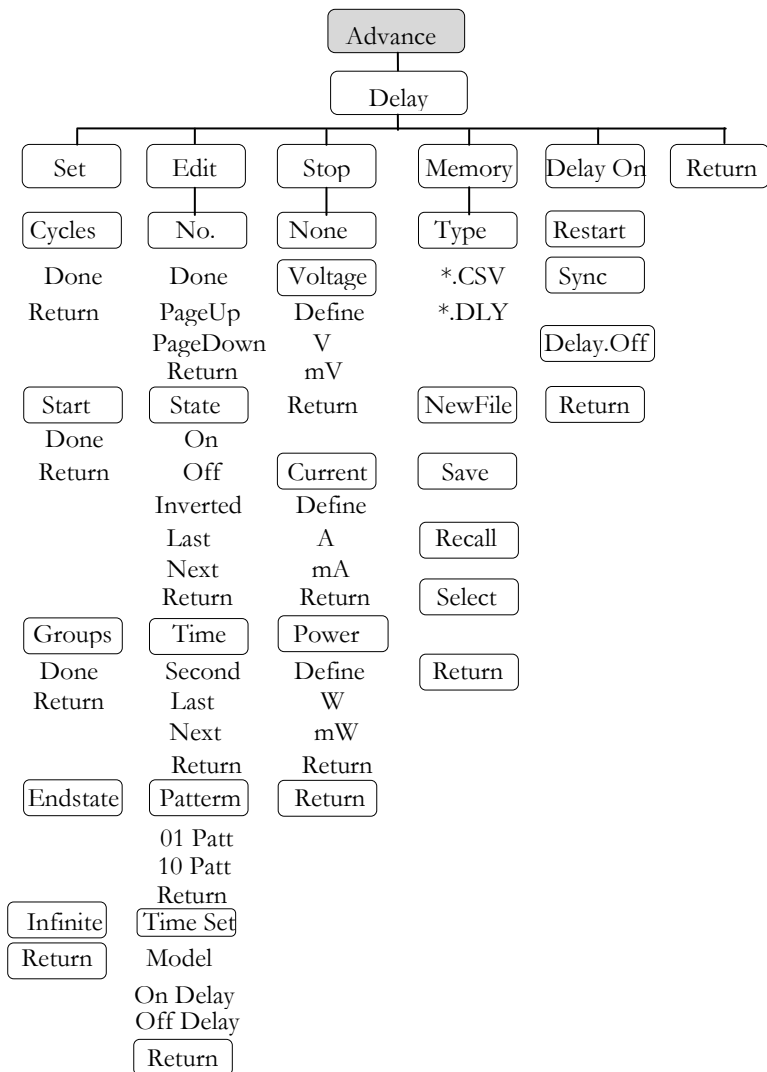 Advance
Delay
Set Edit Stop Memory Delay On Return
Cycles No. None Type Restart
Done Done Voltage *.CSV Sync
Return PageUp Define *.DLY
PageDown V Delay.Off
Return mV
Start State Return NewFile Return
Done On
Return Off Current Save
Inverted Define
Last A Recall
Next mA
Return Return Select
Groups Time Power
Done Second Define Return
Return Last W
Next mW
Return Return
Endstate Patterm Return
01 Patt
10 Patt
Return
Infinite Time Set
Return Model
On Delay
Off Delay
Return